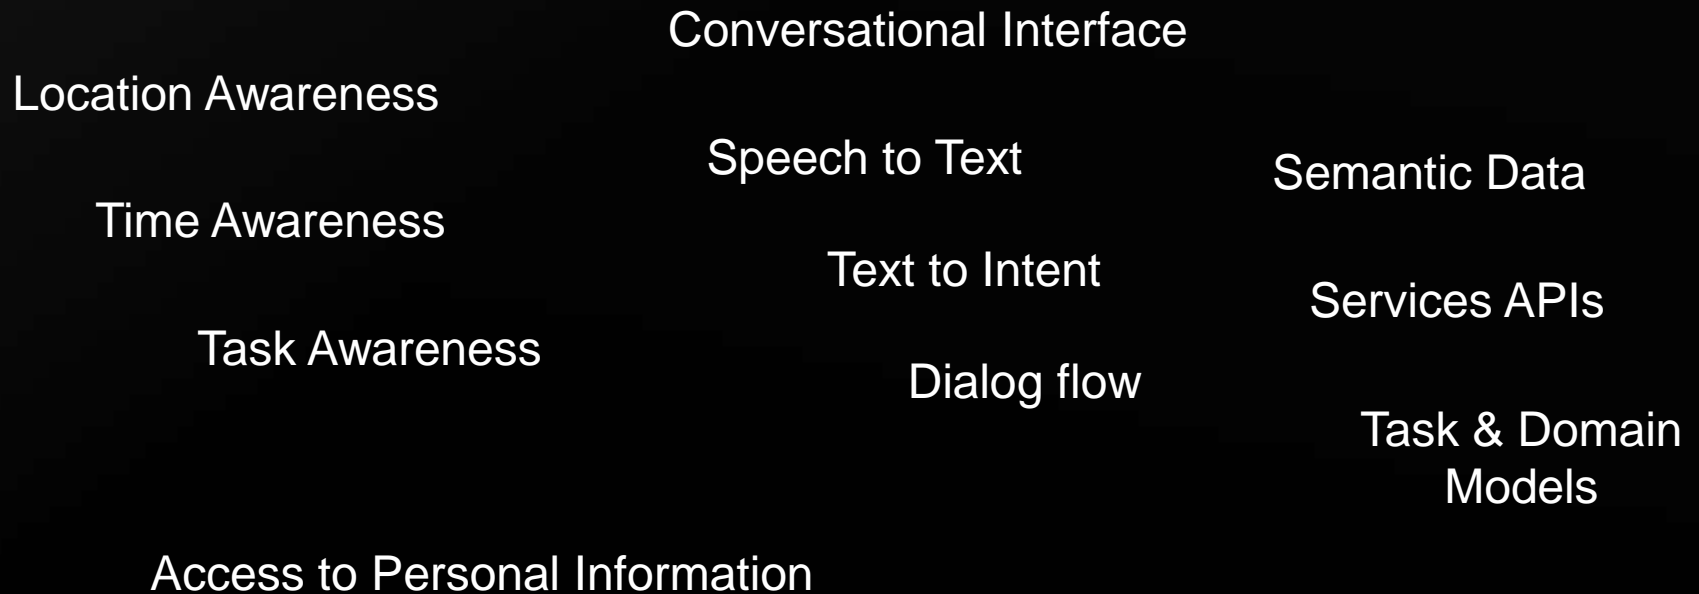 Conversational Interface
Location Awareness
Speech to Text
Semantic Data
Time Awareness
Text to Intent
Services APIs
Task Awareness
Dialog flow
Task & Domain
Models
Access to Personal Information